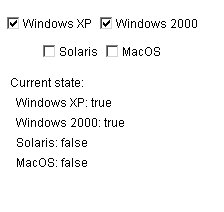 Windows XP Windows 2000
Solaris MacOS
Current state:
Windows XP: true
Windows 2000: true
Solaris: false
MacOS: false